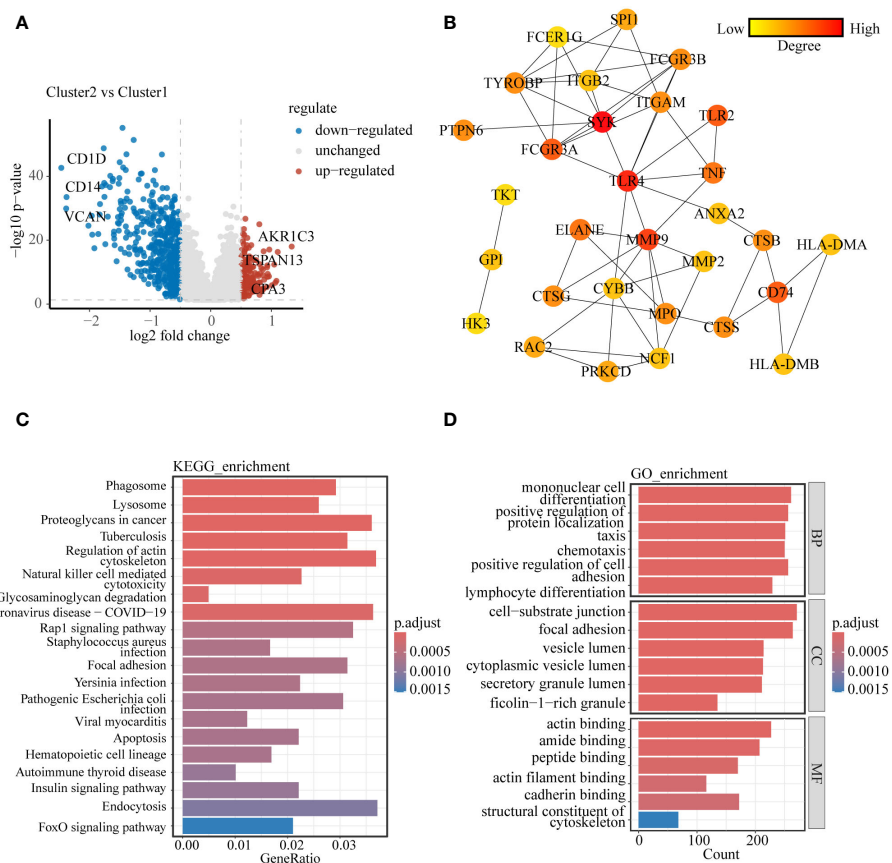 A
Cluster2 vs Cluster1
regulate
down-regulated
unchanged
up-regulated
CD1D
CD14
VCAN
AKR1C3
TSPAN13
CPA3
40
20
0
−2
−1
0
1
−log10 p−value
log2 fold change
B
Low
High
Degree
SPI1
FCER1G
FCGR3B
TYROBP
ITGB2
ITGAM
TLR2
PTPN6
SYK
FCGR3A
TLR4
TNF
TKT
ANXA2
ELANE
MMP9
CTSB
HLA-DMA
GPI
MMP2
CYBB
CD74
CTSG
MPO
HK3
CTSS
RAC2
NCF1
PRKCD
HLA-DMB
C
KEGG_enrichment
Phagosome
Lysosome
Proteoglycans in cancer
Tuberculosis
Regulation of actin
cytoskeleton
Natural killer cell mediated
cytotoxicity
Glycosaminoglycan degradation
ronavirus disease − COVID−19
Rap1 signaling pathway
Staphylococcus aureus
infection
Focal adhesion
Yersinia infection
Pathogenic Escherichia coli
infection
Viral myocarditis
Apoptosis
Hematopoietic cell lineage
Autoimmune thyroid disease
Insulin signaling pathway
Endocytosis
FoxO signaling pathway
0.00
0.01
0.02
0.03
GeneRatio
p.adjust
0.0005
0.0010
0.0015
D
GO_enrichment
mononuclear cell
differentiation
positive regulation of
protein localization
taxis
chemotaxis
positive regulation of cell
adhesion
lymphocyte differentiation
cell−substrate junction
focal adhesion
vesicle lumen
cytoplasmic vesicle lumen
secretory granule lumen
ficolin−1−rich granule
actin binding
amide binding
peptide binding
actin filament binding
cadherin binding
structural constituent of
cytoskeleton
BP
CC
MF
0
100
200
Count
p.adjust
0.0005
0.0010
0.0015